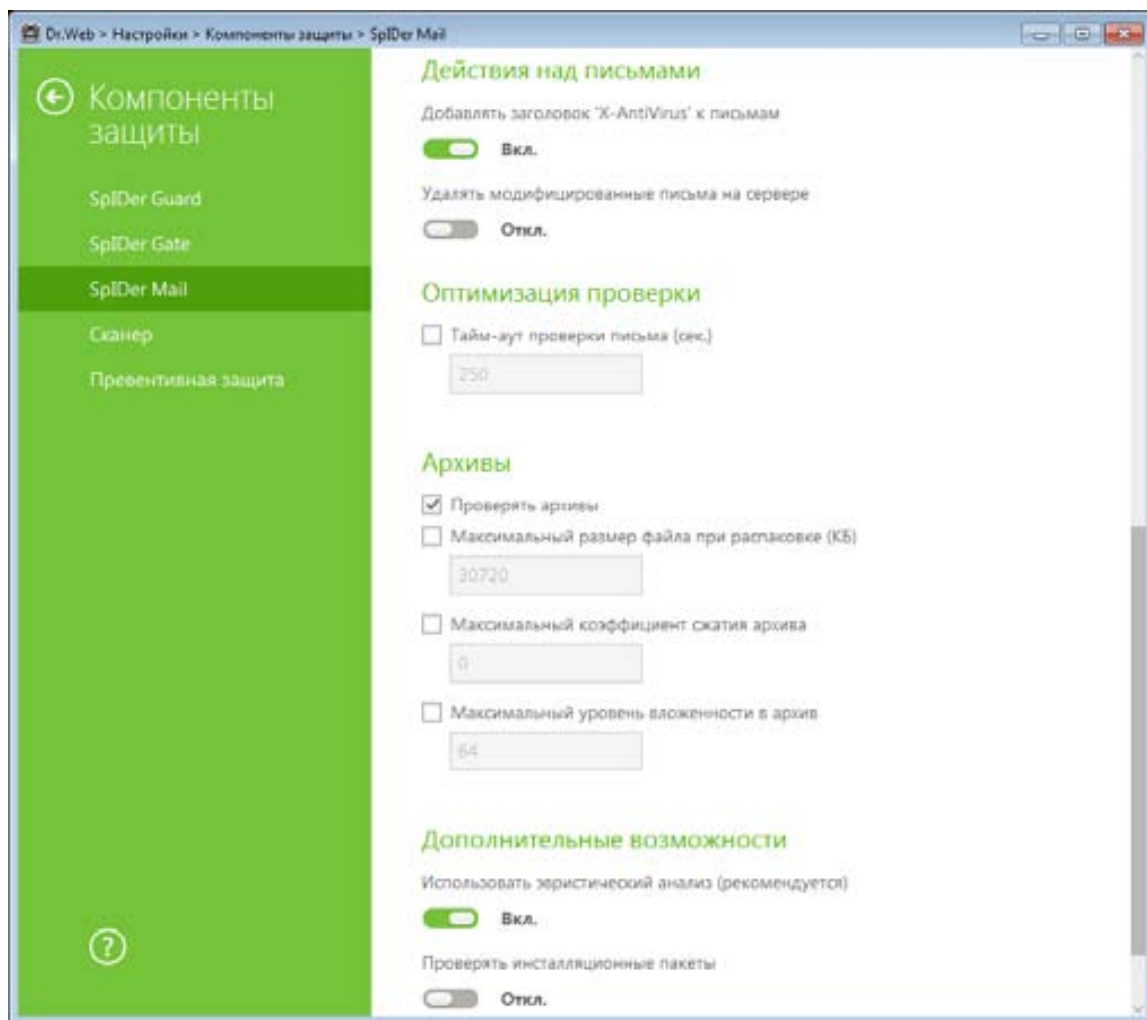 Dr.Web > Настройки > Компоненты защиты > SpIDer Mail
Компоненты
защиты
SpIDer Guard
SpIDer Gate
SpIDer Mail
Сканер
Превентивная защита
?
Действия над письмами
Добавлять заголовок 'X-AntiVirus' к письмам
Вкл.
Удалять модифицированные письма на сервере
Откл.
Оптимизация проверки
Тайм-аут проверки письма (сек.)
250
Архивы
Проверять архивы
Максимальный размер файла при распаковке (КБ)
30720
Максимальный коэффициент сжатия архива
0
Максимальный уровень вложенности в архив
64
Дополнительные возможности
Использовать эвристический анализ (рекомендуется)
Вкл.
Проверять инсталляционные пакеты
Откл.